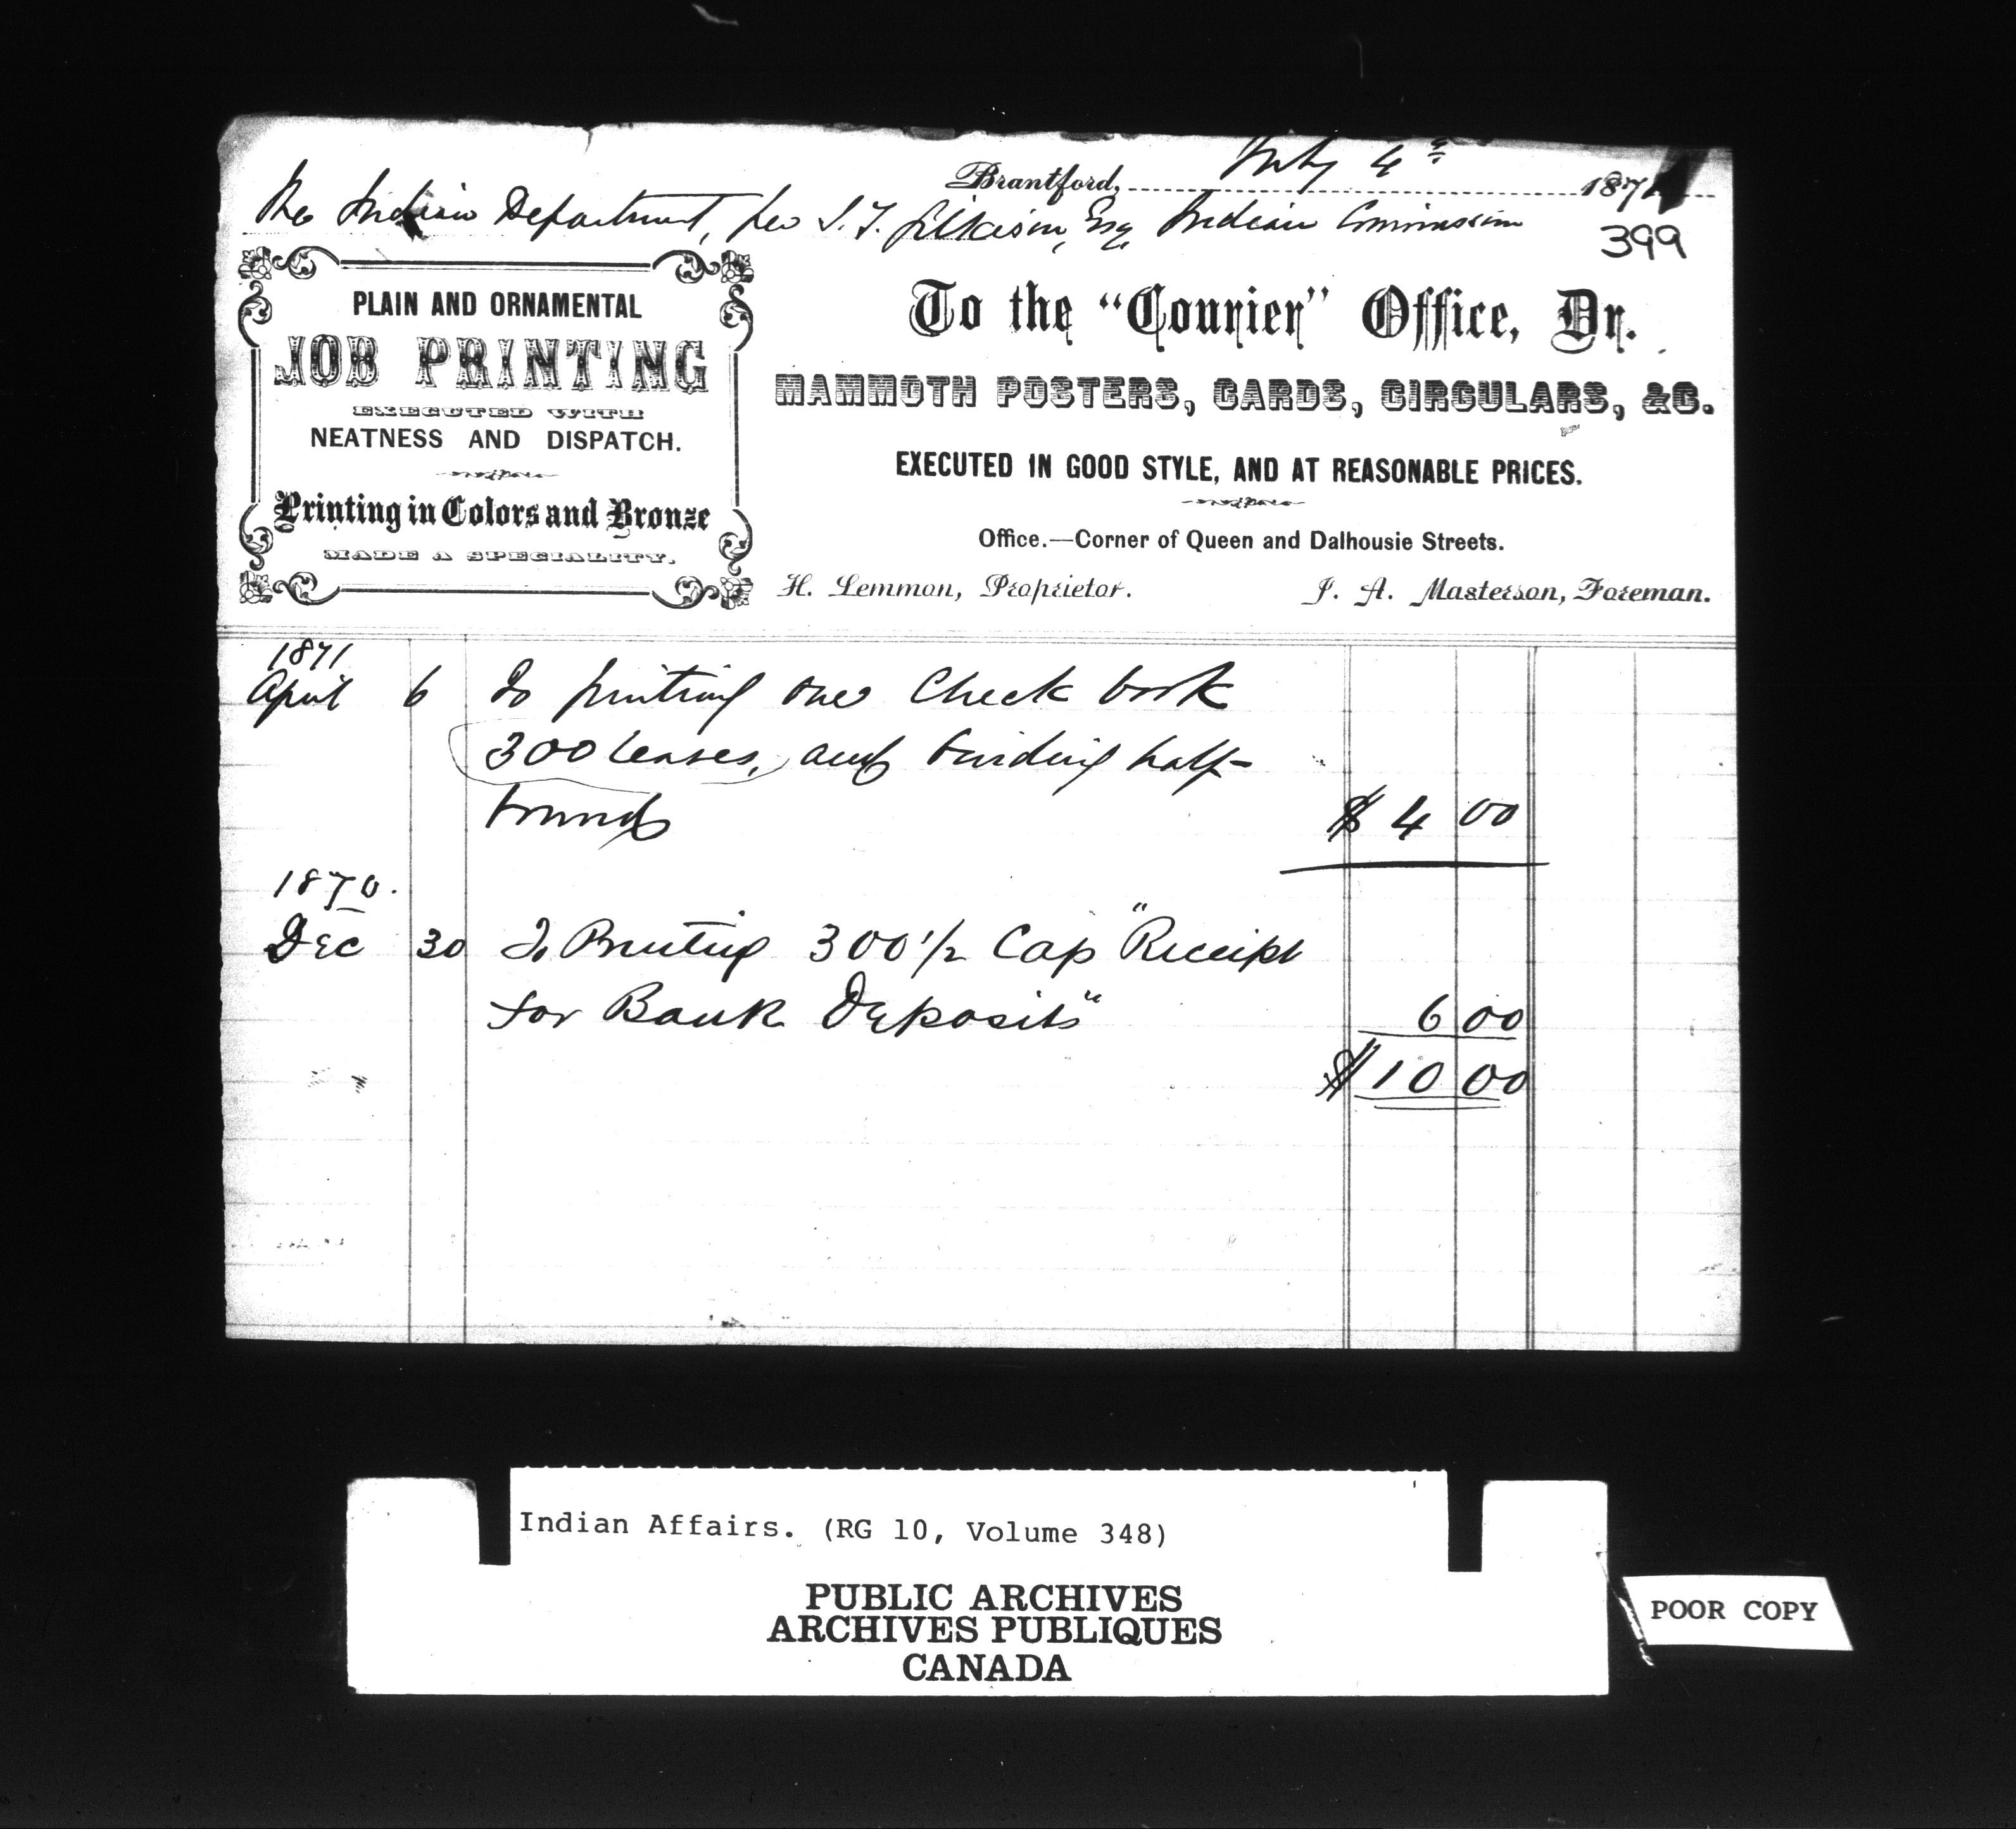 Brantford, July 4th 1871
399
The Indian Department, per J. T. Gilkison, Esq Indian Commission
PLAIN AND ORNAMENTAL
JOB PRINTING
EXECUTED WITH
NEATNESS AND DISPATCH.
Printing in Colors and Bronze
MADE A SPECIALITY.
To the "Courier" Office, Dr.
MAMMOTH POSTERS, CARDS, CIRCULARS, &C.
EXECUTED IN GOOD STYLE, AND AT REASONABLE PRICES.
Office.—Corner of Queen and Dalhousie Streets.
H. Lemmon, Proprietor. J. A. Masterson, Foreman.
1871
April 6 To printing one Check book
300 leaves, and binding half-
bound $ 4 00
1870.
Dec 30 To Printing 300 1/2 Cap "Receipt
for Bank Deposits" 6 00
$ 10 00
Indian Affairs. (RG 10, Volume 348)
PUBLIC ARCHIVES
ARCHIVES PUBLIQUES
CANADA
POOR COPY